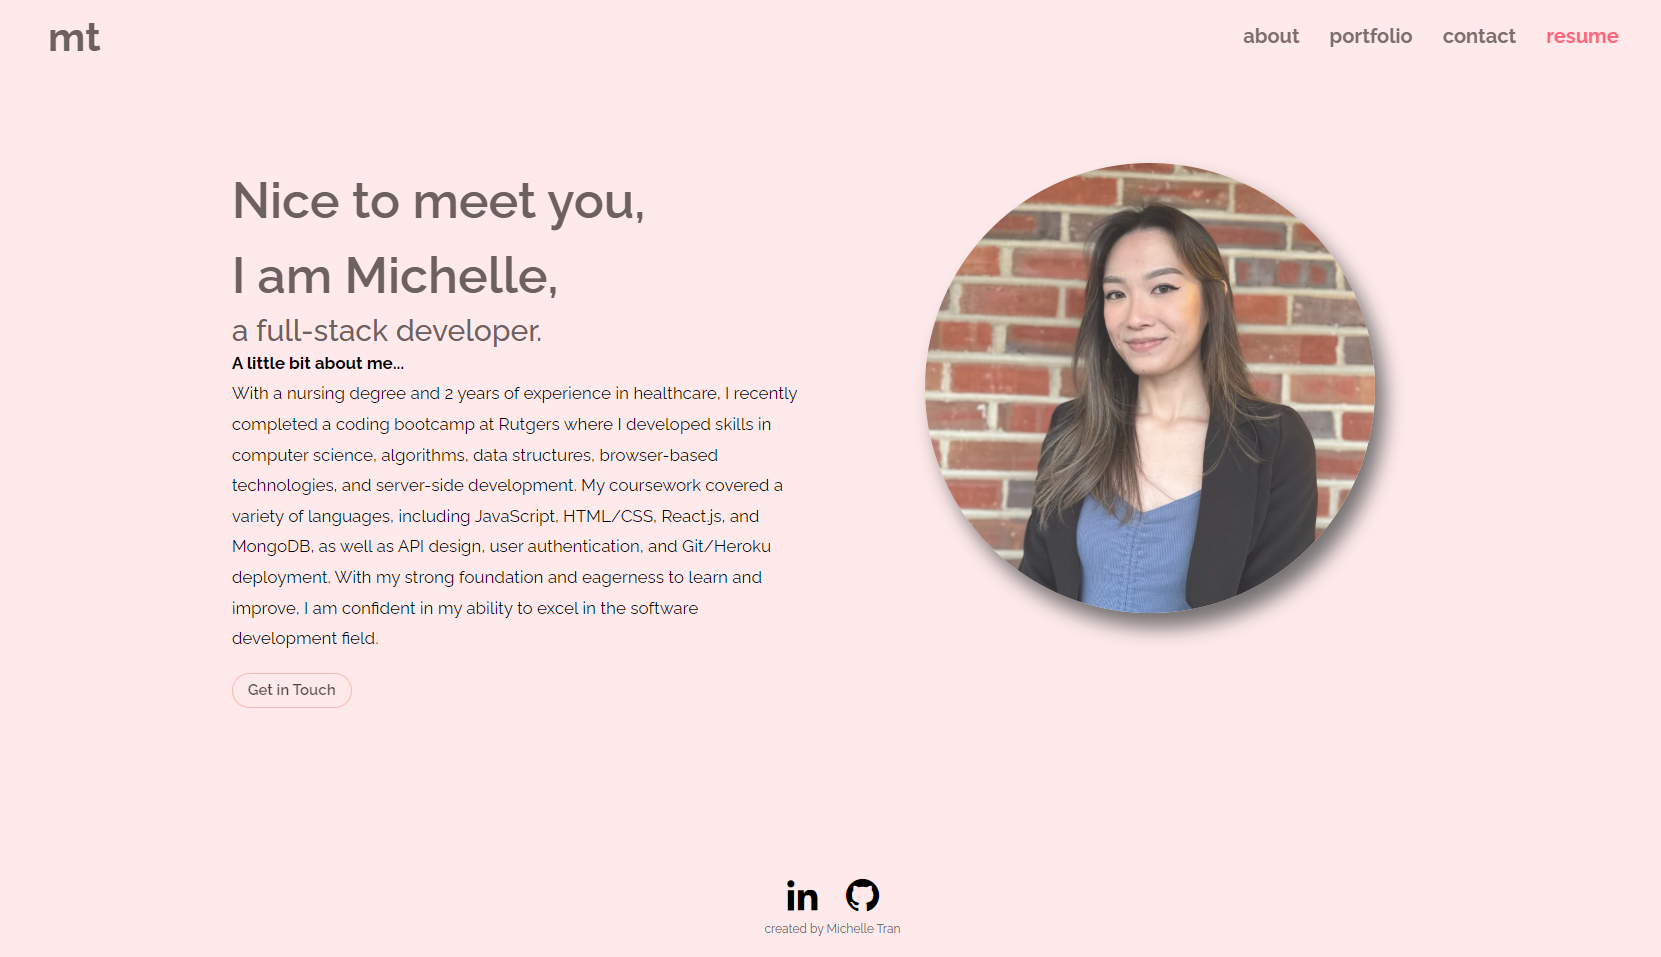 mt
about portfolio contact resume
Nice to meet you,
I am Michelle,
a full-stack developer.
A little bit about me...
With a nursing degree and 2 years of experience in healthcare, I recently
completed a coding bootcamp at Rutgers where I developed skills in
computer science, algorithms, data structures, browser-based
technologies, and server-side development. My coursework covered a
variety of languages, including JavaScript, HTML/CSS, React.js, and
MongoDB, as well as API design, user authentication, and Git/Heroku
deployment. With my strong foundation and eagerness to learn and
improve, I am confident in my ability to excel in the software
development field.
Get in Touch
in
created by Michelle Tran